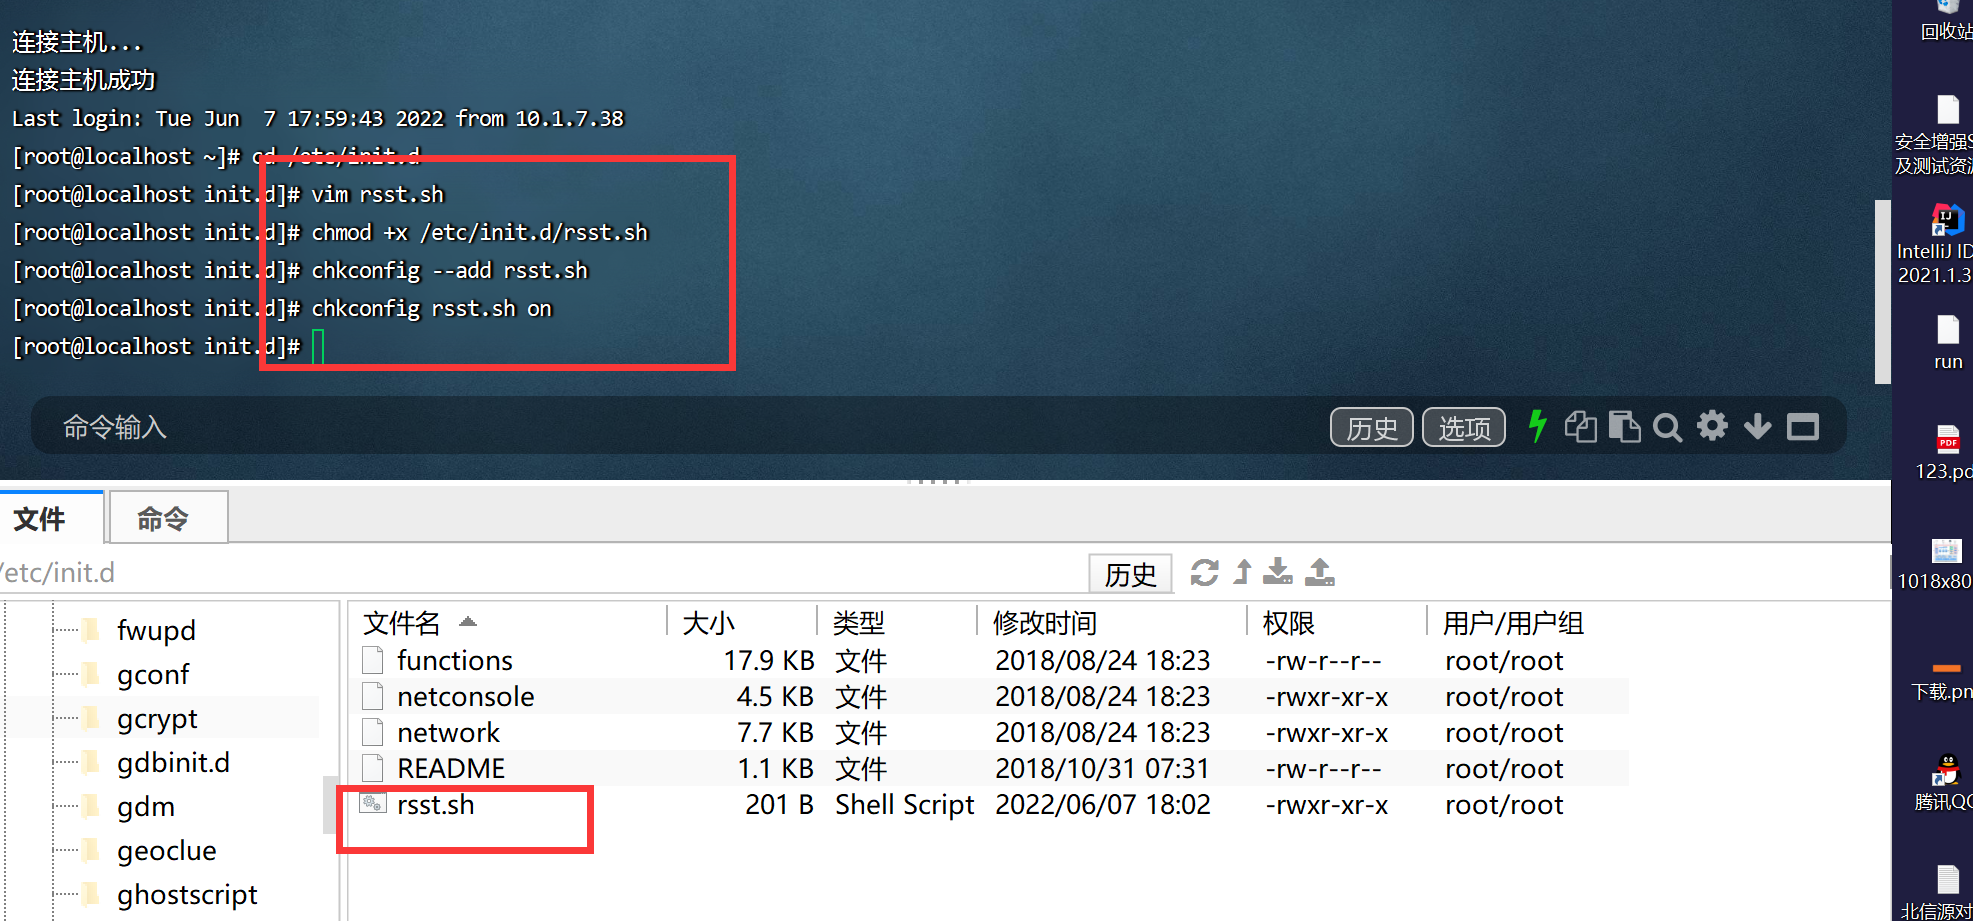 连接主机...
连接主机成功
Last login: Tue Jun  7 17:59:43 2022 from 10.1.7.38
[root@localhost ~]# cd /etc/init.d
[root@localhost init.d]# vim rsst.sh
[root@localhost init.d]# chmod +x /etc/init.d/rsst.sh
[root@localhost init.d]# chkconfig --add rsst.sh
[root@localhost init.d]# chkconfig rsst.sh on
[root@localhost init.d]#
命令输入 历史 选项
文件 命令
/etc/init.d 历史
fwupd
gconf
gcrypt
gdbinit.d
gdm
geoclue
ghostscript
文件名 大小 类型 修改时间 权限 用户/用户组
functions 17.9 KB 文件 2018/08/24 18:23 -rw-r--r-- root/root
netconsole 4.5 KB 文件 2018/08/24 18:23 -rwxr-xr-x root/root
network 7.7 KB 文件 2018/08/24 18:23 -rwxr-xr-x root/root
README 1.1 KB 文件 2018/10/31 07:31 -rw-r--r-- root/root
rsst.sh 201 B Shell Script 2022/06/07 18:02 -rwxr-xr-x root/root
回收站
安全增强S
及测试资源
IJ
IntelliJ ID
2021.1.3
run
PDF
123.pd
1018x80
下载.pn
腾讯QQ
北信源对